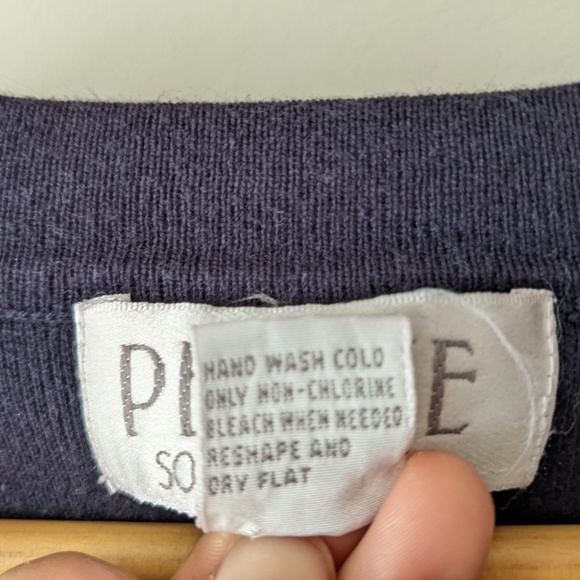 HAND WASH COLD
ONLY NON-CHLORINE
BLEACH WHEN NEEDED
RESHAPE AND
DRY FLAT